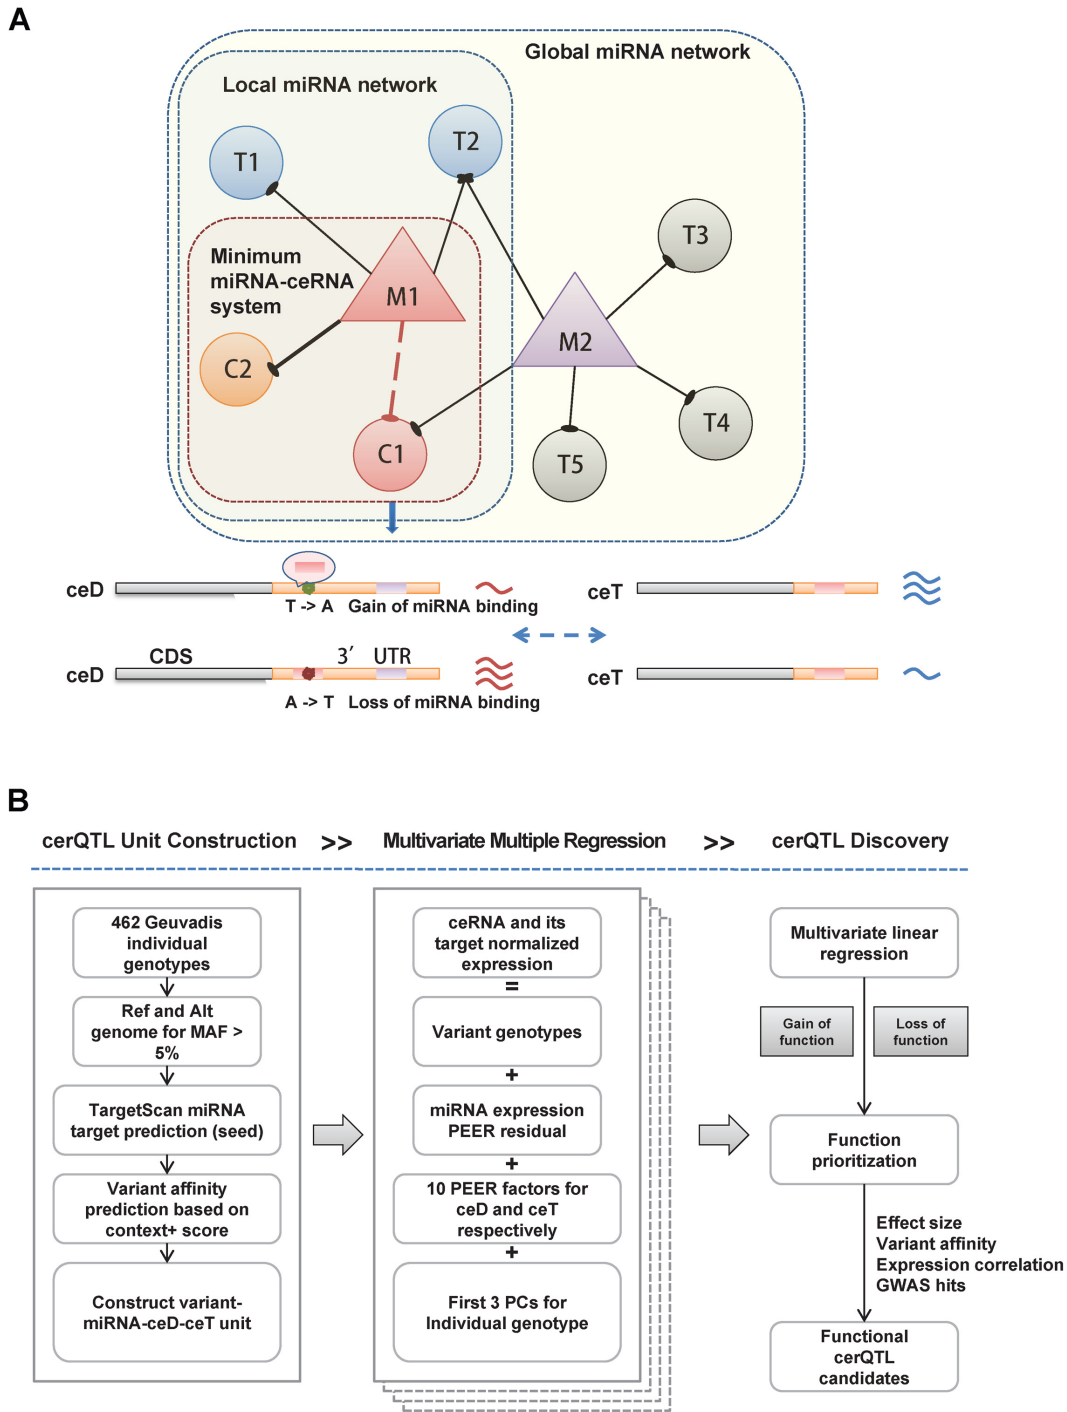 A
Global miRNA network
Local miRNA network
T1
T2
T3
Minimum
miRNA-ceRNA
system
M1
M2
C2
T4
C1
T5
ceD
T -> A Gain of miRNA binding
ceT
CDS
3′ UTR
ceD
A -> T Loss of miRNA binding
ceT
B
cerQTL Unit Construction >> Multivariate Multiple Regression >> cerQTL Discovery
462 Geuvadis
individual
genotypes
Ref and Alt
genome for MAF >
5%
TargetScan miRNA
target prediction (seed)
Variant affinity
prediction based on
context+ score
Construct variant-
miRNA-ceD-ceT unit
ceRNA and its
target normalized
expression
=
Variant genotypes
+
miRNA expression
PEER residual
+
10 PEER factors for
ceD and ceT
respectively
+
First 3 PCs for
Individual genotype
Multivariate linear
regression
Gain of
function
Loss of
function
Function
prioritization
Effect size
Variant affinity
Expression correlation
GWAS hits
Functional
cerQTL
candidates